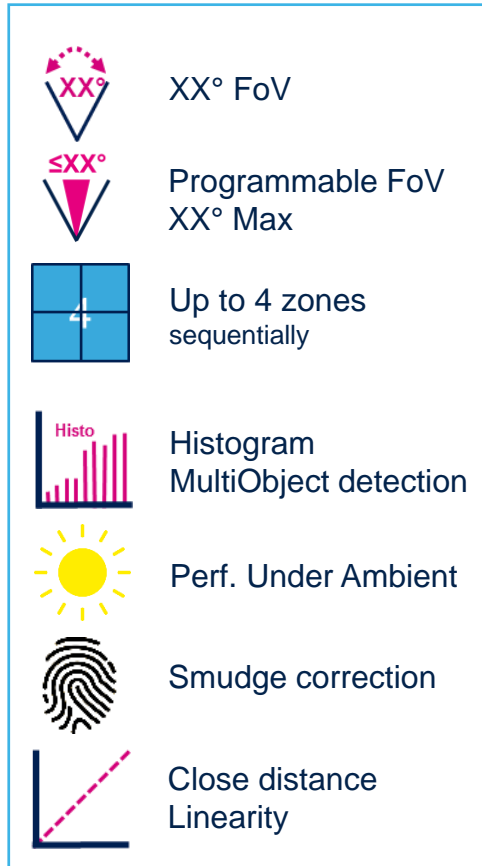 XX°
XX° FoV
≤XX°
Programmable FoV
XX° Max
4
Up to 4 zones
sequentially
Histo
Histogram
MultiObject detection
Perf. Under Ambient
Smudge correction
Close distance
Linearity